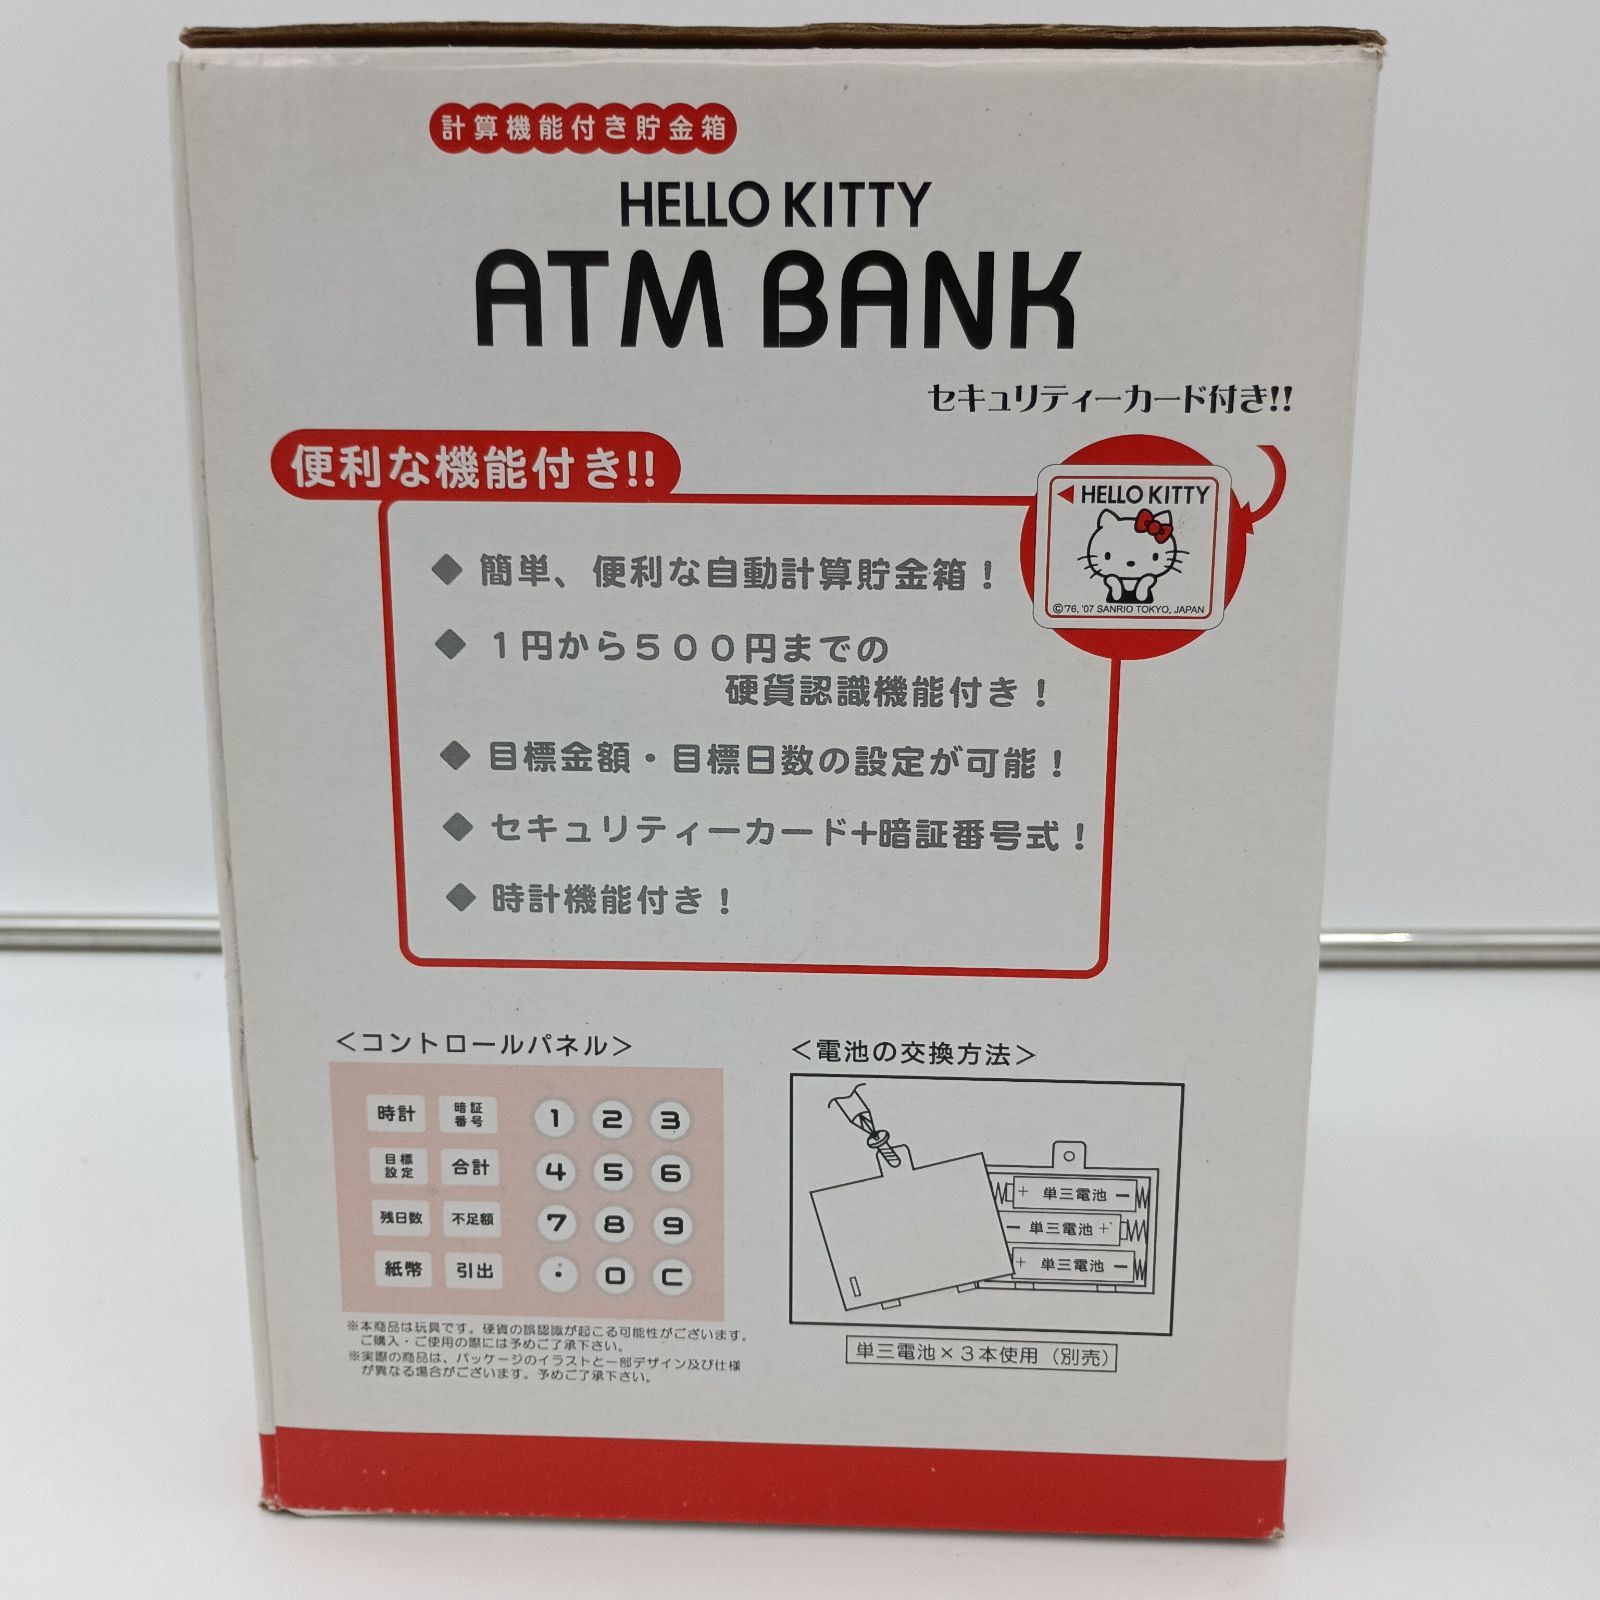 計算機能付き貯金箱
HELLO KITTY
ATM BANK
セキュリティーカード付き!!
便利な機能付き!!
HELLO KITTY
©'76, '07 SANRIO TOKYO, JAPAN
◆ 簡単、便利な自動計算貯金箱！
◆ 1円から500円までの
硬貨認識機能付き！
◆ 目標金額・目標日数の設定が可能！
◆ セキュリティーカード+暗証番号式！
◆ 時計機能付き！
＜コントロールパネル＞
時計 暗証番号 1 2 3
目標設定 合計 4 5 6
残日数 不足額 7 8 9
紙幣 引出 ・ 0 C
※本商品は玩具です。硬貨の誤認識が起こる可能性がございます。
ご購入・ご使用の際には予めご了承下さい。
※実際の商品は、パッケージのイラストと一部デザイン及び仕様
が異なる場合がございます。予めご了承下さい。
＜電池の交換方法＞
+ 単三電池 −
− 単三電池 +
+ 単三電池 −
単三電池×3本使用（別売）